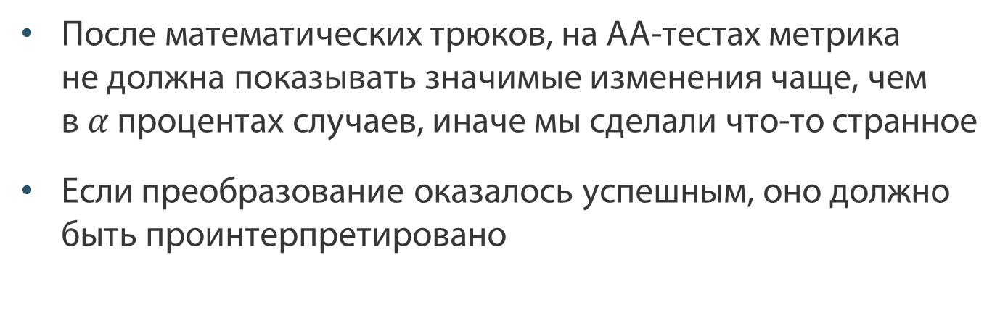 • После математических трюков, на АА-тестах метрика
не должна показывать значимые изменения чаще, чем
в α процентах случаев, иначе мы сделали что-то странное
• Если преобразование оказалось успешным, оно должно
быть проинтерпретировано